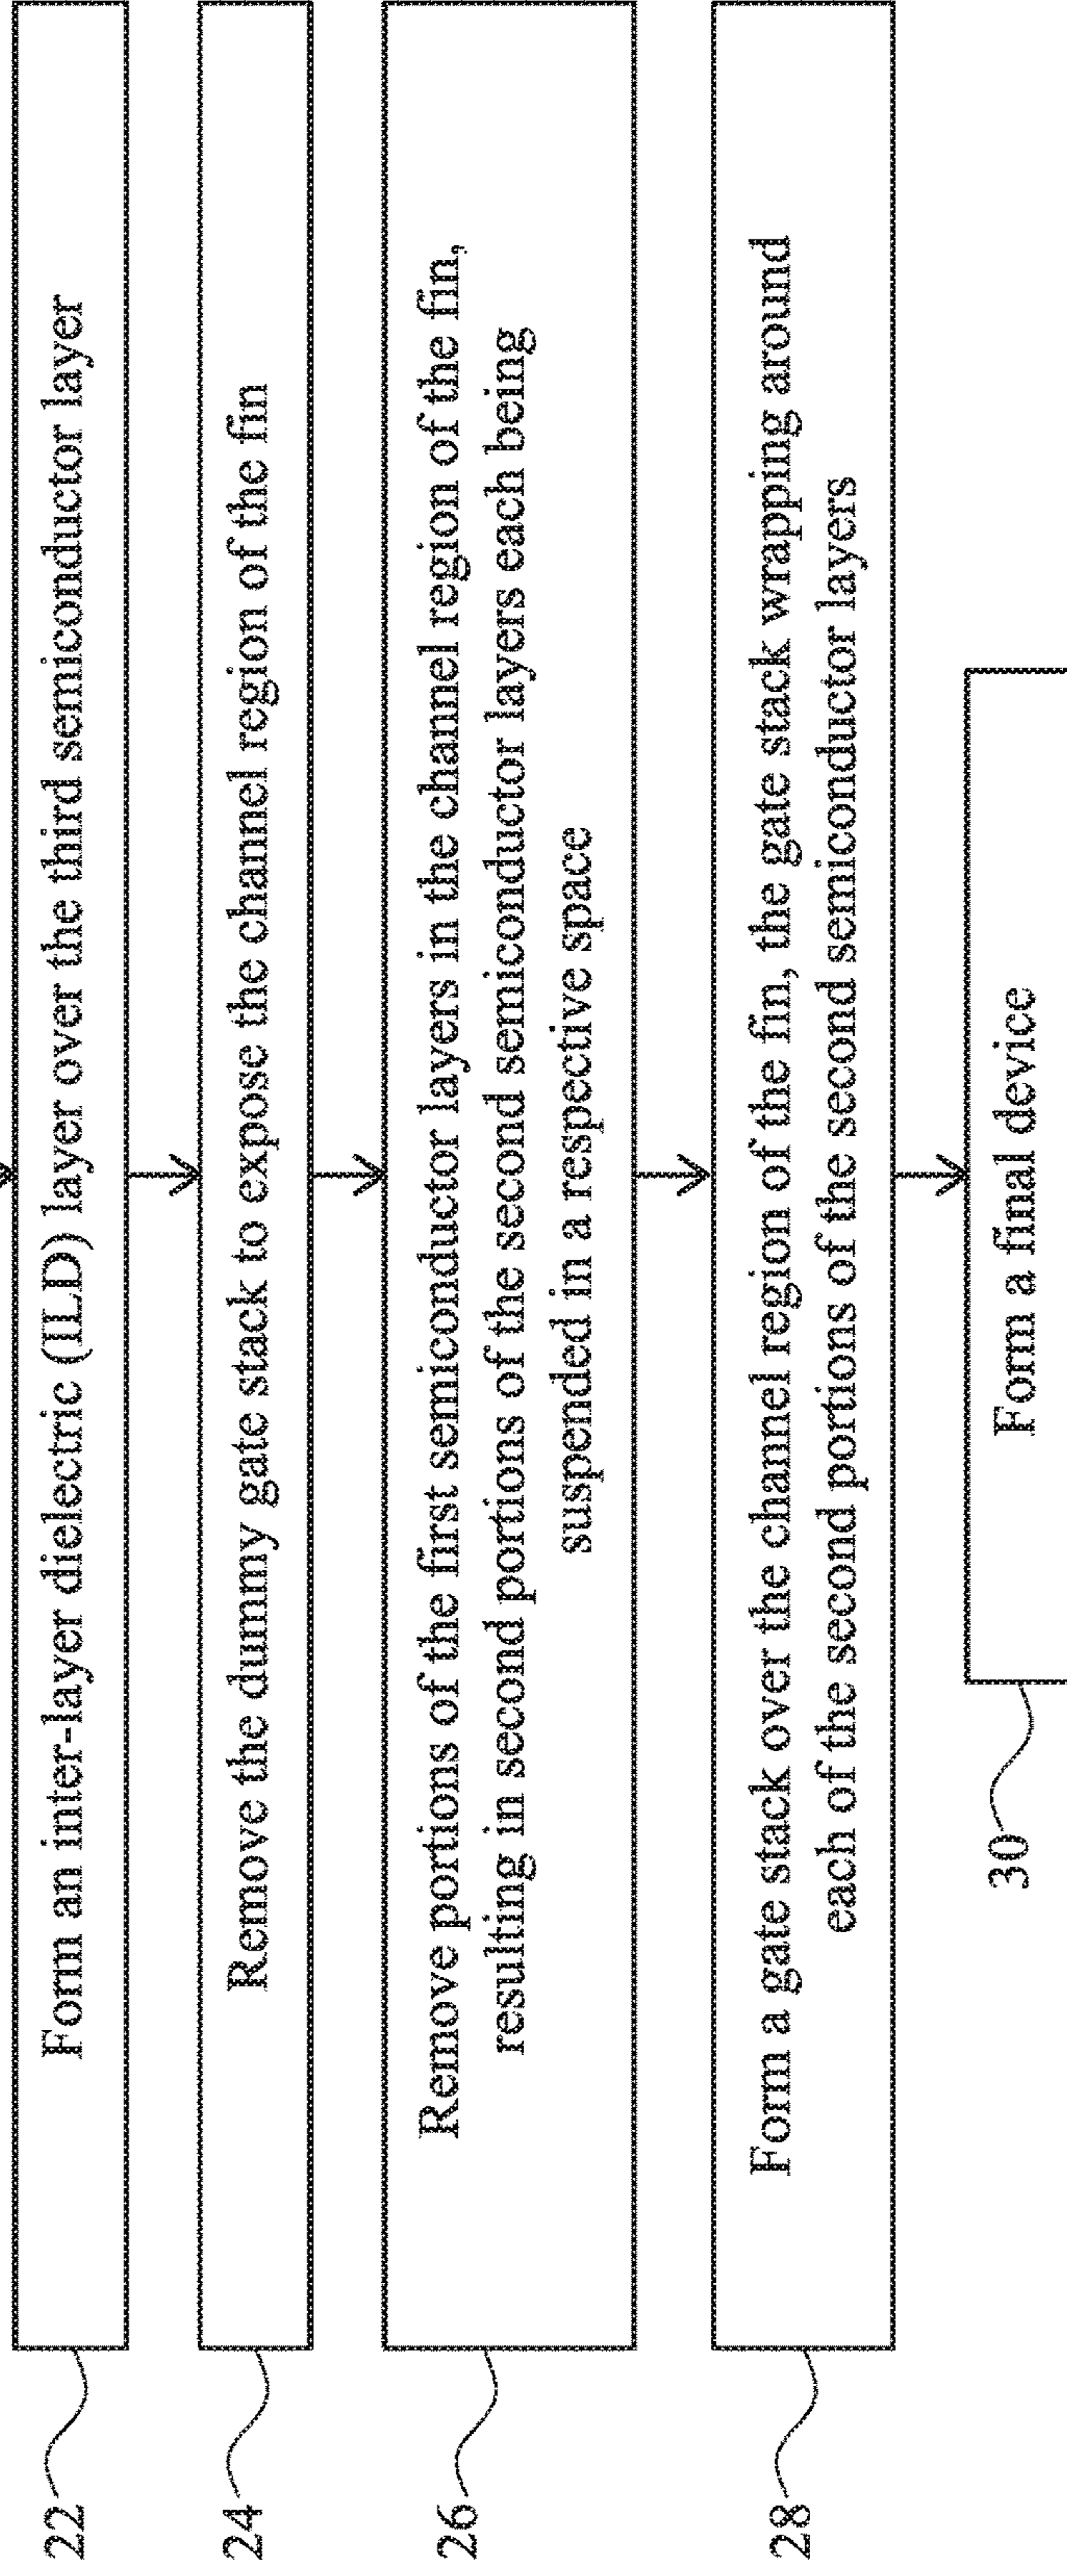 22
Form an inter-layer dielectric (ILD) layer over the third semiconductor layer
24
Remove the dummy gate stack to expose the channel region of the fin
26
Remove portions of the first semiconductor layers in the channel region of the fin,
resulting in second portions of the second semiconductor layers each being
suspended in a respective space
28
Form a gate stack over the channel region of the fin, the gate stack wrapping around
each of the second portions of the second semiconductor layers
30
Form a final device